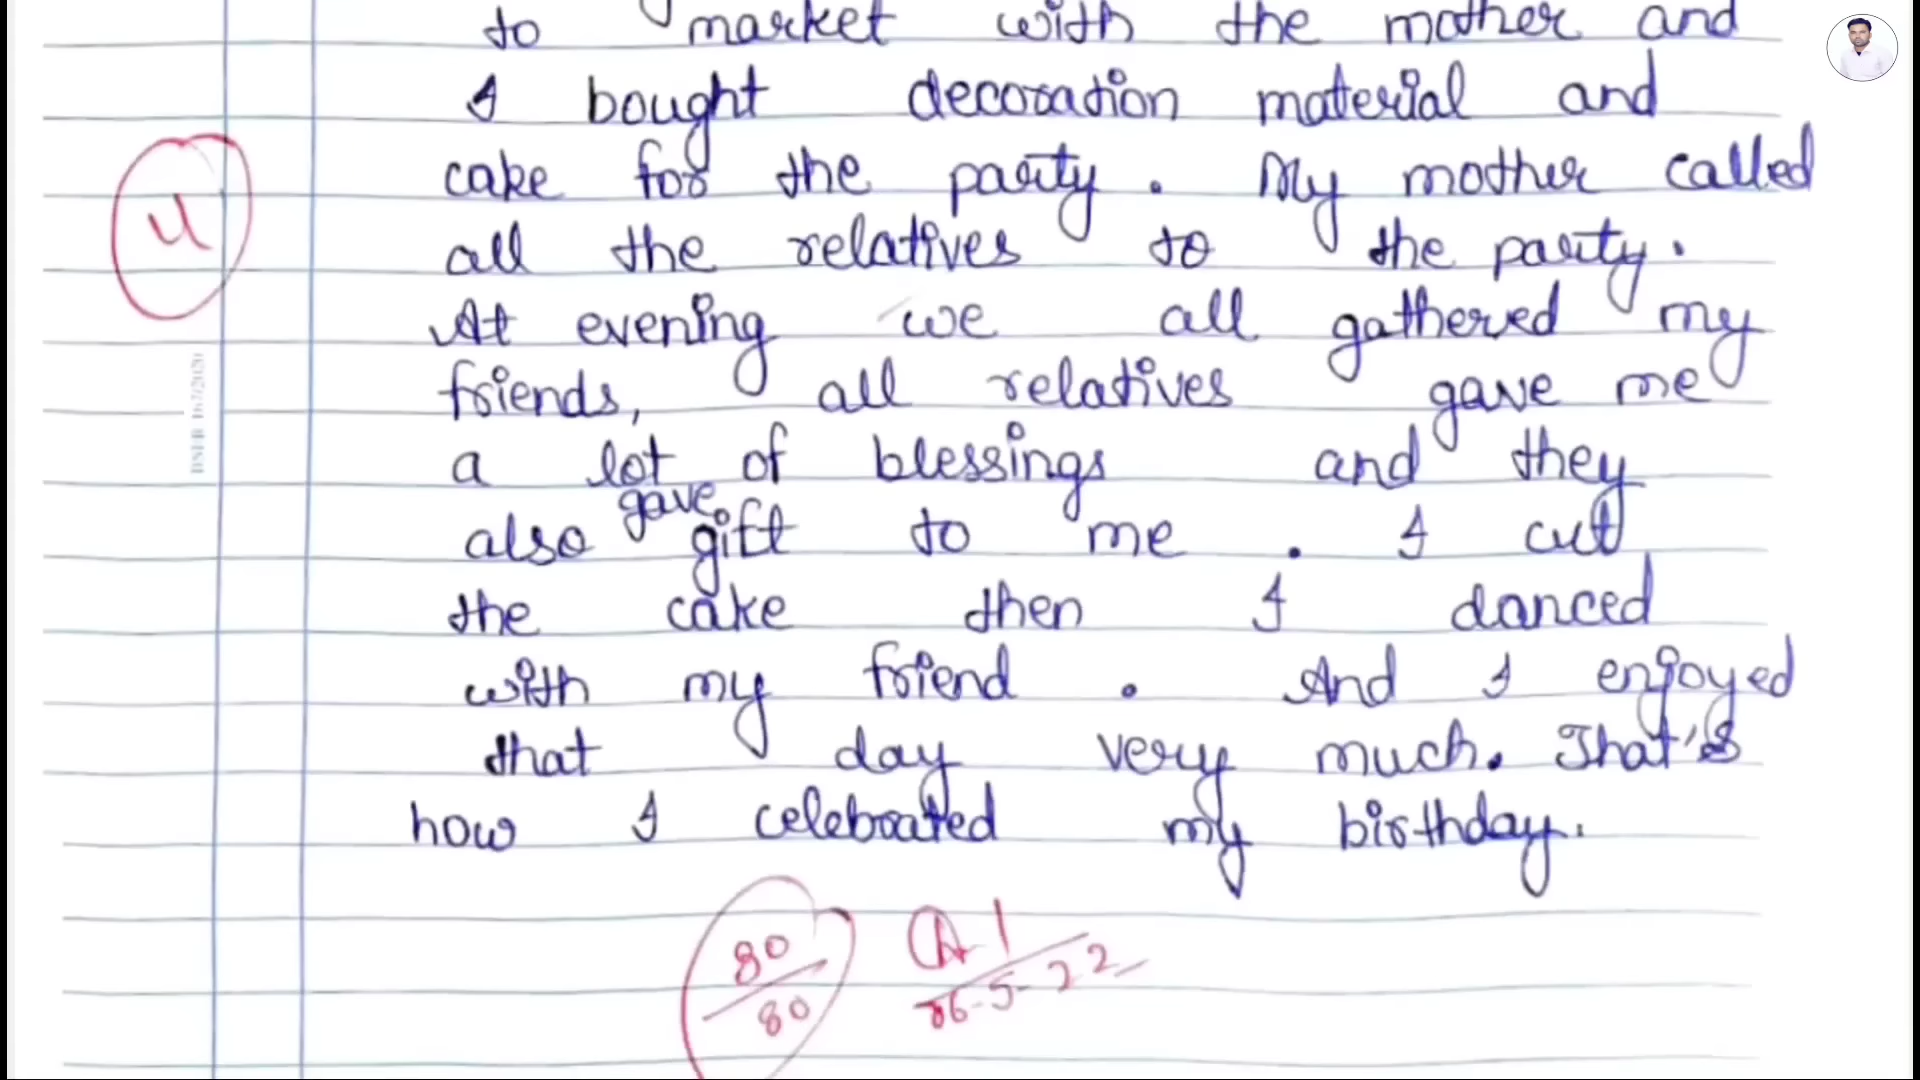 to market with the mother and
I bought decoration material and
cake for the party. My mother called
all the relatives to the party.
At evening we all gathered my
friends, all relatives gave me
a lot of blessings and they
also gave gift to me. I cut
the cake then I danced
with my friend. And I enjoyed
that day very much. That's
how I celebrated my birthday.
4
80
80
A-1